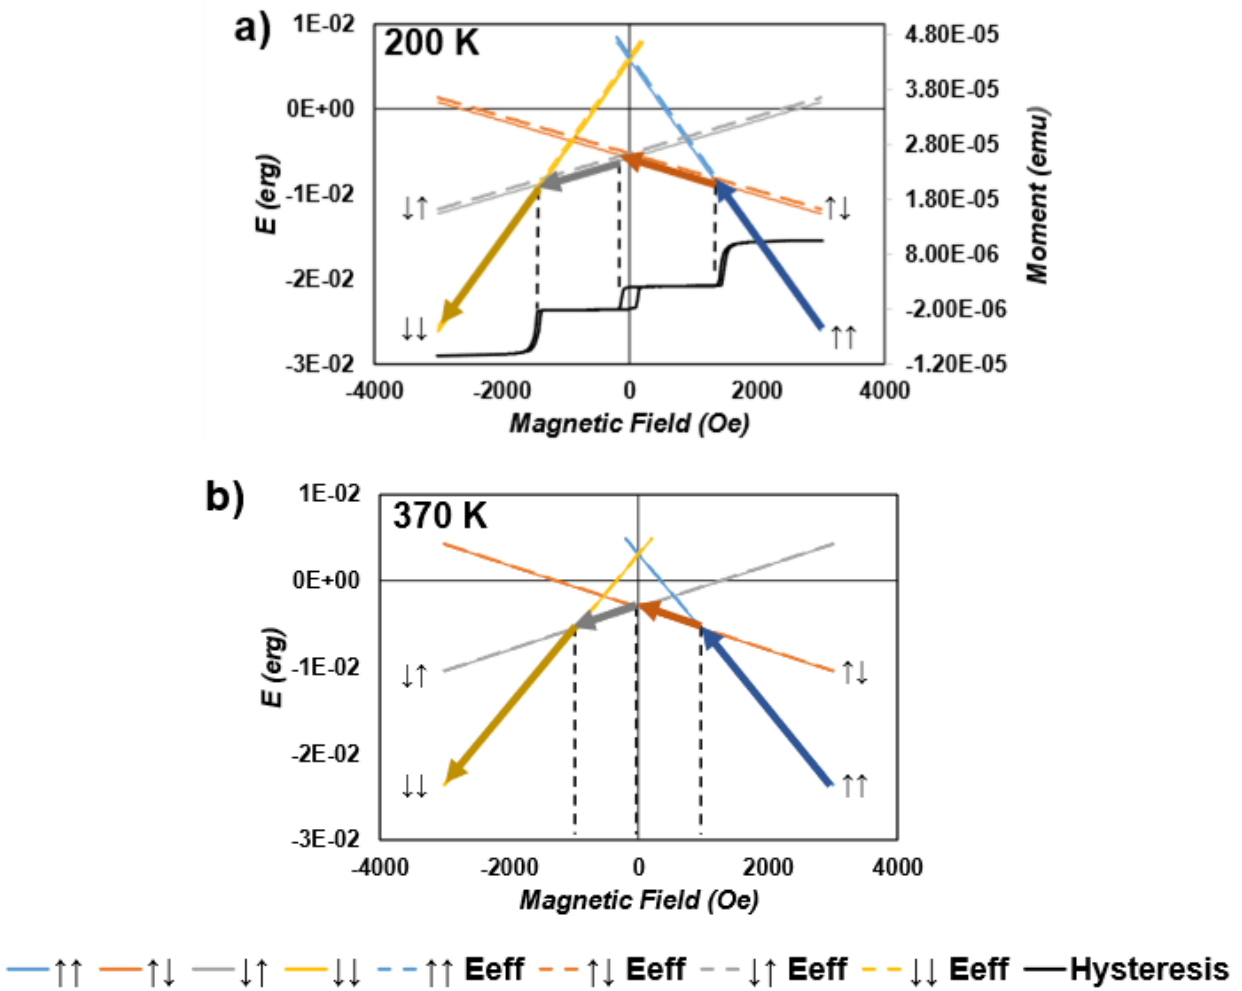 a)
200 K
1E-02
0E+00
-1E-02
-2E-02
-3E-02
E (erg)
4.80E-05
3.80E-05
2.80E-05
1.80E-05
8.00E-06
-2.00E-06
-1.20E-05
Moment (emu)
↓↑
↑↓
↓↓
↑↑
-4000 -2000 0 2000 4000
Magnetic Field (Oe)
b)
370 K
1E-02
0E+00
-1E-02
-2E-02
-3E-02
E (erg)
↓↑
↑↓
↓↓
↑↑
-4000 -2000 0 2000 4000
Magnetic Field (Oe)
↑↑ ↑↓ ↓↑ ↓↓ ↑↑ Eeff ↑↓ Eeff ↓↑ Eeff ↓↓ Eeff Hysteresis